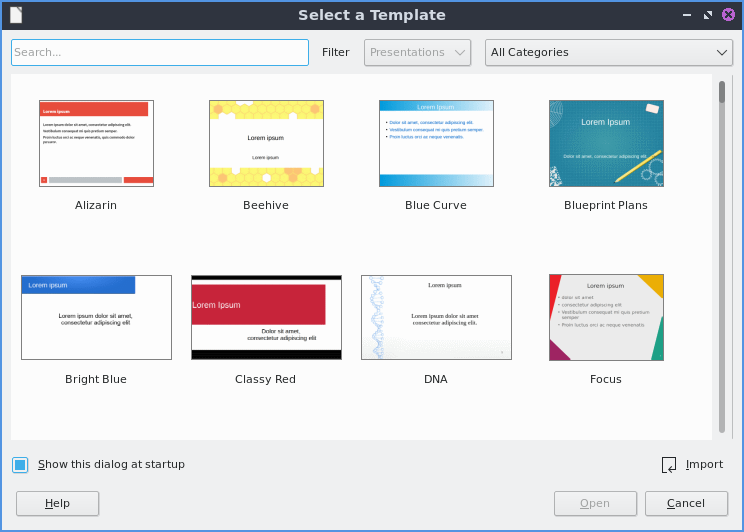 Select a Template
Search...
Filter
Presentations
All Categories
Lorem Ipsum
Lorem ipsum dolor sit amet, consectetur adipiscing elit.
Vestibulum consequat mi quis pretium semper.
Proin luctus orci ac neque venenatis, quis commodo dolor
posuere.
Alizarin
Lorem ipsum
Lorem ipsum
Beehive
Lorem Ipsum
Dolor sit amet, consectetur adipiscing elit.
Vestibulum consequat mi quis pretium semper.
Proin luctus orci ac neque venenatis.
Blue Curve
Lorem Ipsum
Dolor sit amet, consectetur adipiscing elit
Blueprint Plans
Lorem ipsum
Lorem ipsum dolor sit amet,
consectetur adipiscing elit
Bright Blue
Lorem Ipsum
Dolor sit amet,
consectetur adipiscing elit
Classy Red
Lorem ipsum
Lorem ipsum dolor sit amet
consectetur adipiscing elit.
DNA
Lorem ipsum
dolor sit amet
consectetur adipiscing elit
Vestibulum consequat mi quis pretium
semper
Proin luctus orci ac neque venenatis
Focus
Show this dialog at startup
Import
Help
Open
Cancel